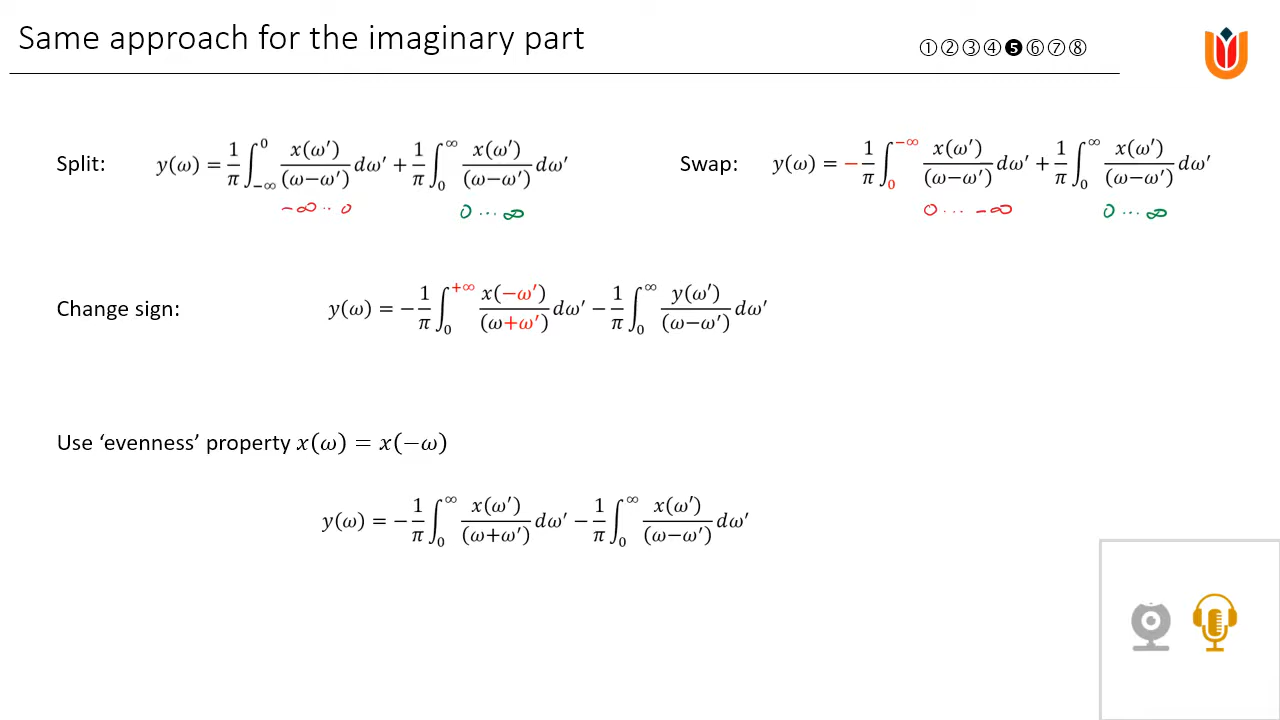 Same approach for the imaginary part
①②③④❺⑥⑦⑧
Split: y(ω) = 1/π ∫_{−∞}^{0} x(ω′)/(ω−ω′) dω′ + 1/π ∫_{0}^{∞} x(ω′)/(ω−ω′) dω′
Swap: y(ω) = −1/π ∫_{0}^{−∞} x(ω′)/(ω−ω′) dω′ + 1/π ∫_{0}^{∞} x(ω′)/(ω−ω′) dω′
−∞ ·· 0
0 ··· ∞
0 ··· −∞
0 ··· ∞
Change sign: y(ω) = −1/π ∫_{0}^{+∞} x(−ω′)/(ω+ω′) dω′ − 1/π ∫_{0}^{∞} y(ω′)/(ω−ω′) dω′
Use ‘evenness’ property x(ω) = x(−ω)
y(ω) = −1/π ∫_{0}^{∞} x(ω′)/(ω+ω′) dω′ − 1/π ∫_{0}^{∞} x(ω′)/(ω−ω′) dω′